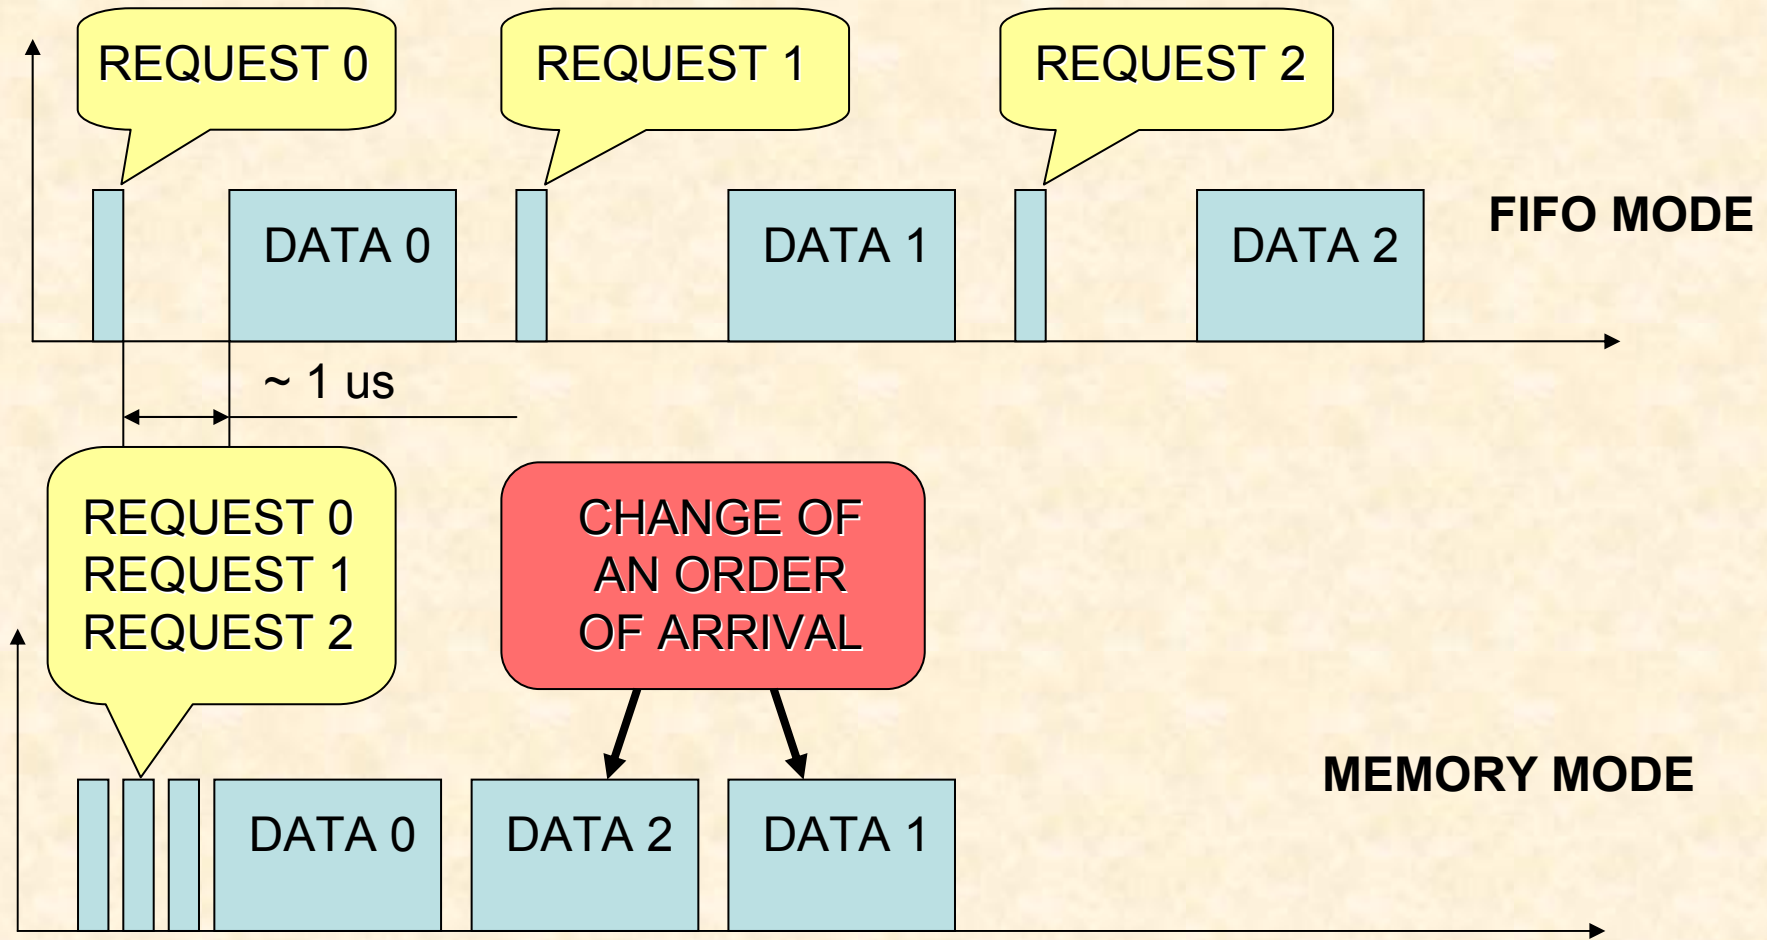 REQUEST 0
REQUEST 1
REQUEST 2
FIFO MODE
DATA 0
DATA 1
DATA 2
~ 1 us
REQUEST 0
REQUEST 1
REQUEST 2
CHANGE OF
AN ORDER
OF ARRIVAL
MEMORY MODE
DATA 0
DATA 2
DATA 1